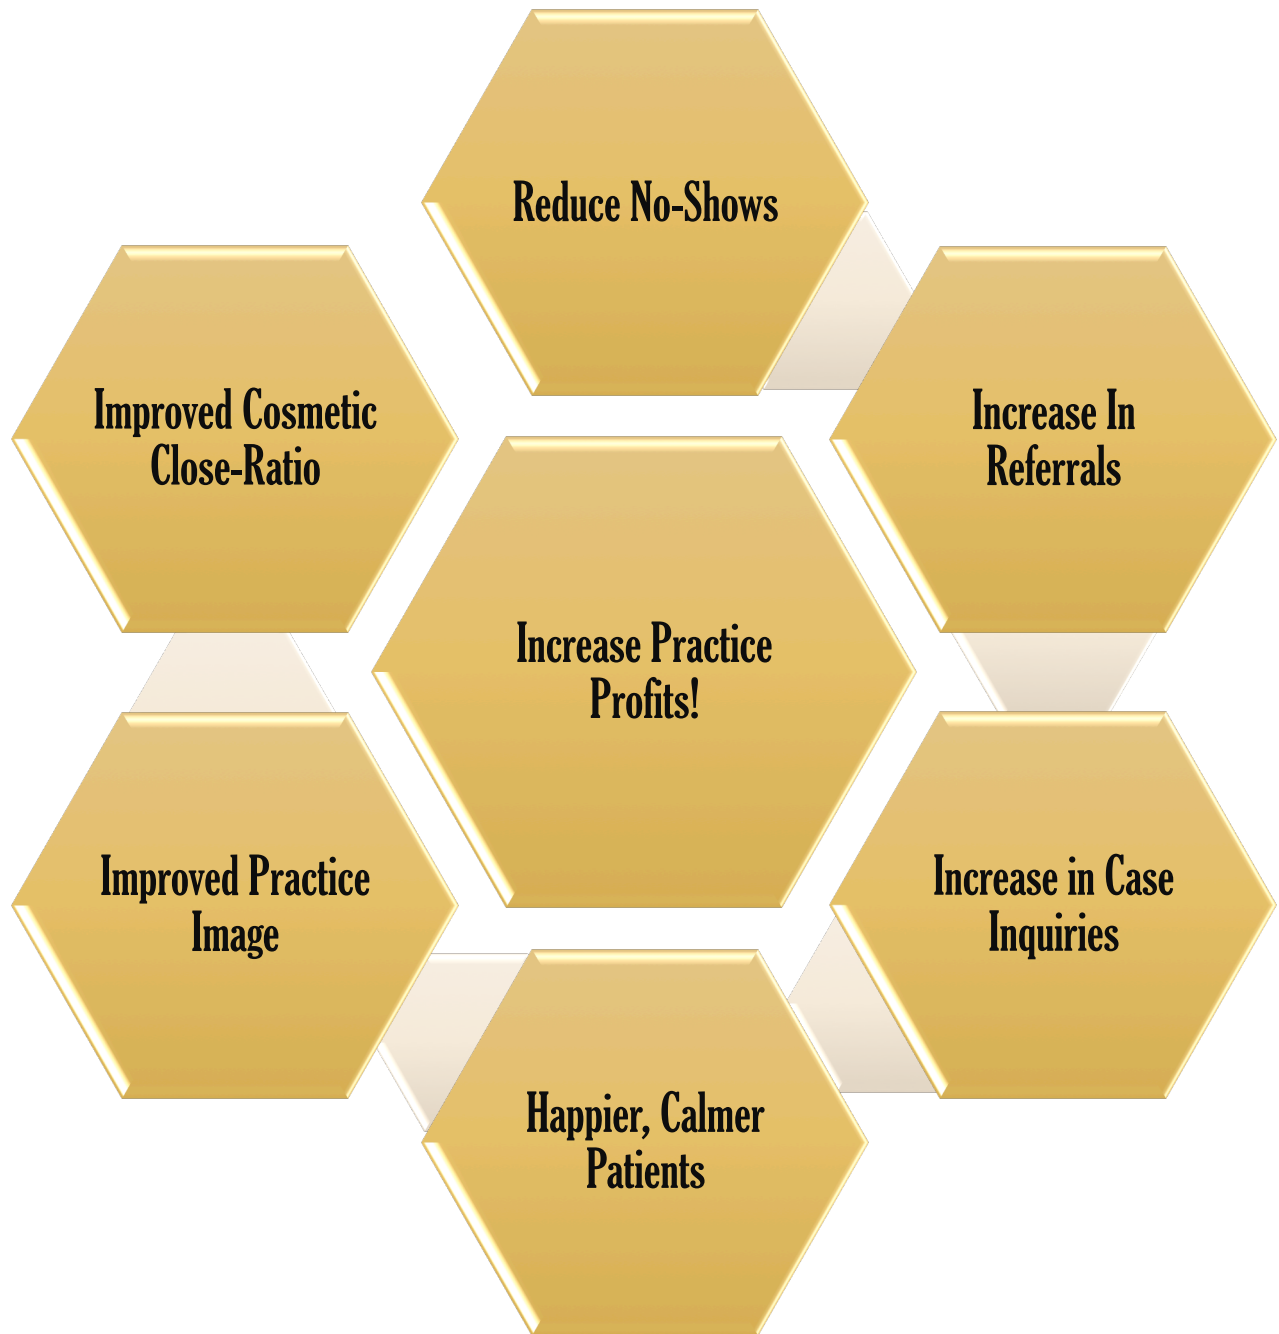 Reduce No-Shows
Improved Cosmetic
Close-Ratio
Increase In
Referrals
Increase Practice
Profits!
Improved Practice
Image
Increase in Case
Inquiries
Happier, Calmer
Patients